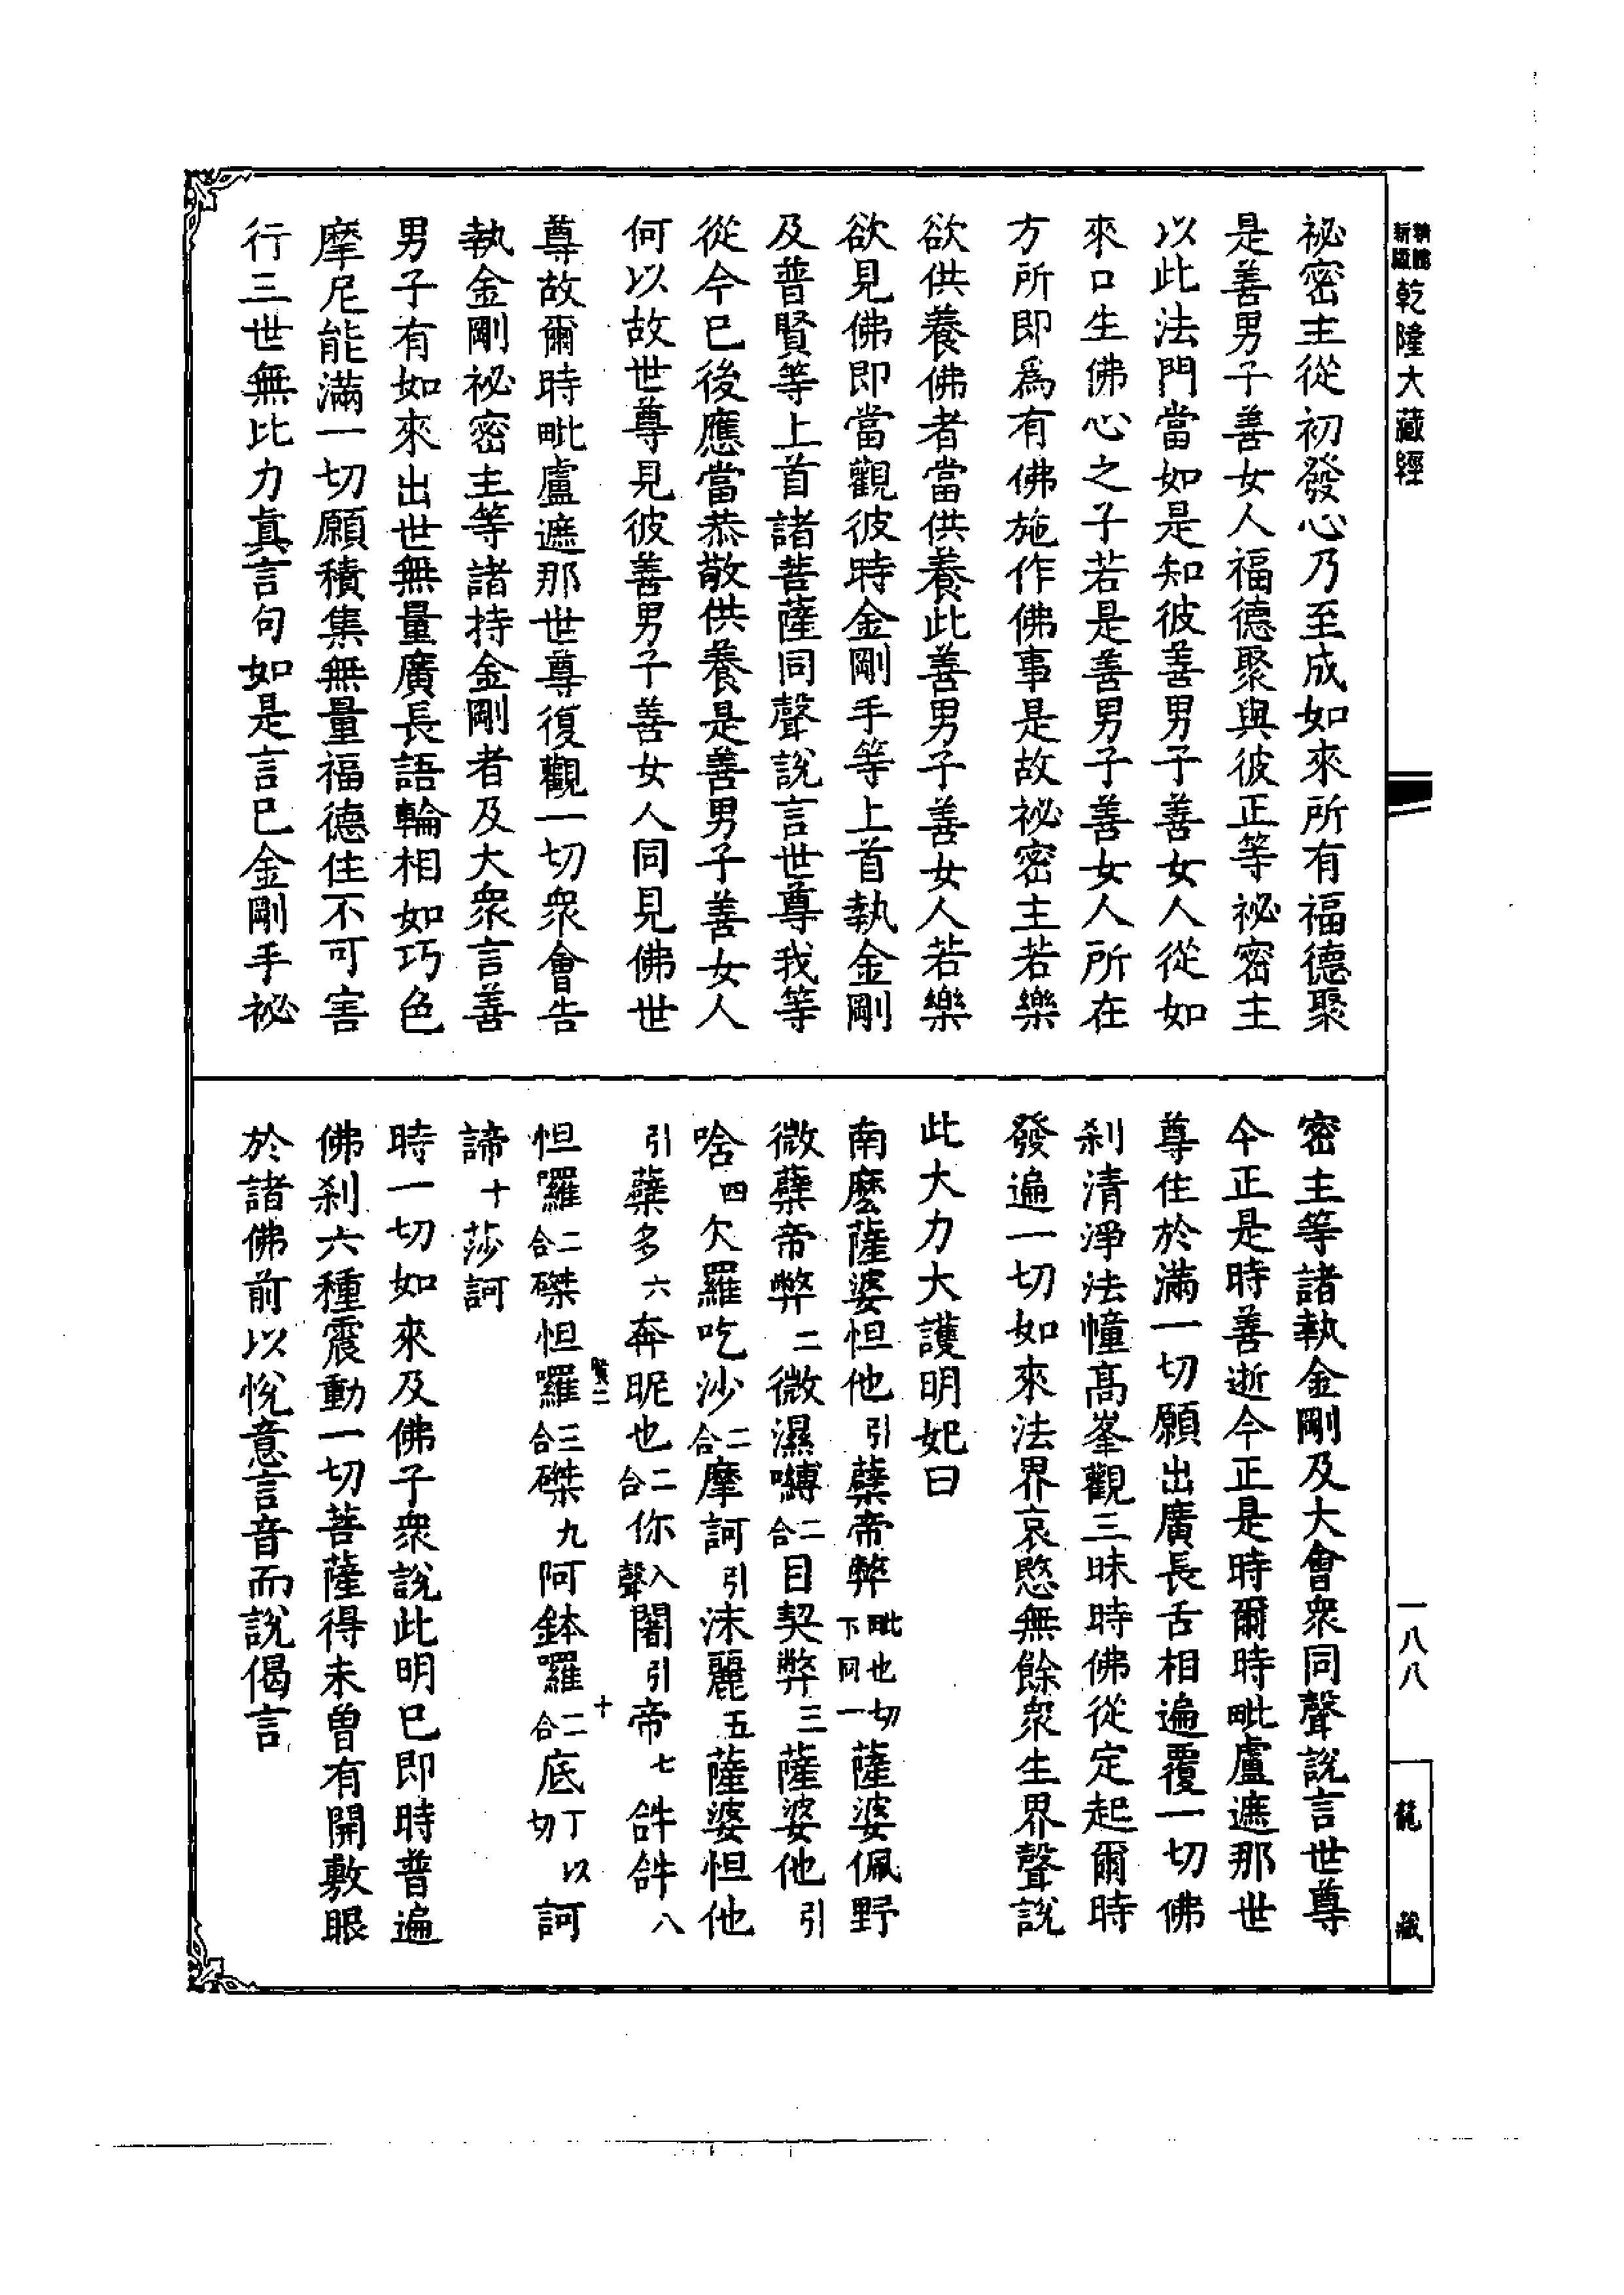 新版
乾隆大藏經
一八八
龍藏
祕密主從初發心乃至成如來所有福德聚
是善男子善女人福德聚與彼正等祕密主
以此法門當如是知彼善男子善女人從如
來口生佛心之子若是善男子善女人所在
方所即為有佛施作佛事是故祕密主若樂
欲供養佛者當供養此善男子善女人若樂
欲見佛即當觀彼時金剛手等上首執金剛
及普賢等上首諸菩薩同聲說言世尊我等
從今已後應當恭敬供養是善男子善女人
何以故世尊見彼善男子善女人同見佛世
尊故爾時毗盧遮那世尊復觀一切眾會告
執金剛祕密主等諸持金剛者及大眾言善
男子有如來出世無量廣長語輪相如巧色
摩尼能滿一切願積集無量福德住不可害
行三世無比力真言句如是言已金剛手祕
密主等諸執金剛及大會眾同聲說言世尊
今正是時善逝今正是時爾時毗盧遮那世
尊住於滿一切願出廣長舌相遍覆一切佛
剎清淨法幢高峯觀三昧時佛從定起爾時
發遍一切如來法界哀愍無餘眾生界聲說
此大力大護明妃曰
南麼薩婆怛他引蘖帝弊毗也切下同一薩婆佩野
微蘖帝弊二微濕嚩二合目契弊三薩婆他引
唅四欠羅吃沙二合摩訶引沫麗五薩婆怛他
引蘖多六奔昵也二合你入聲闍引帝七𤙖𤙖八
怛囉二合磔怛囉三合磔九阿鉢囉二合底丁以切訶
諦十莎訶
賢二
十
時一切如來及佛子眾說此明已即時普遍
佛剎六種震動一切菩薩得未曾有開敷眼
於諸佛前以悅意言音而說偈言